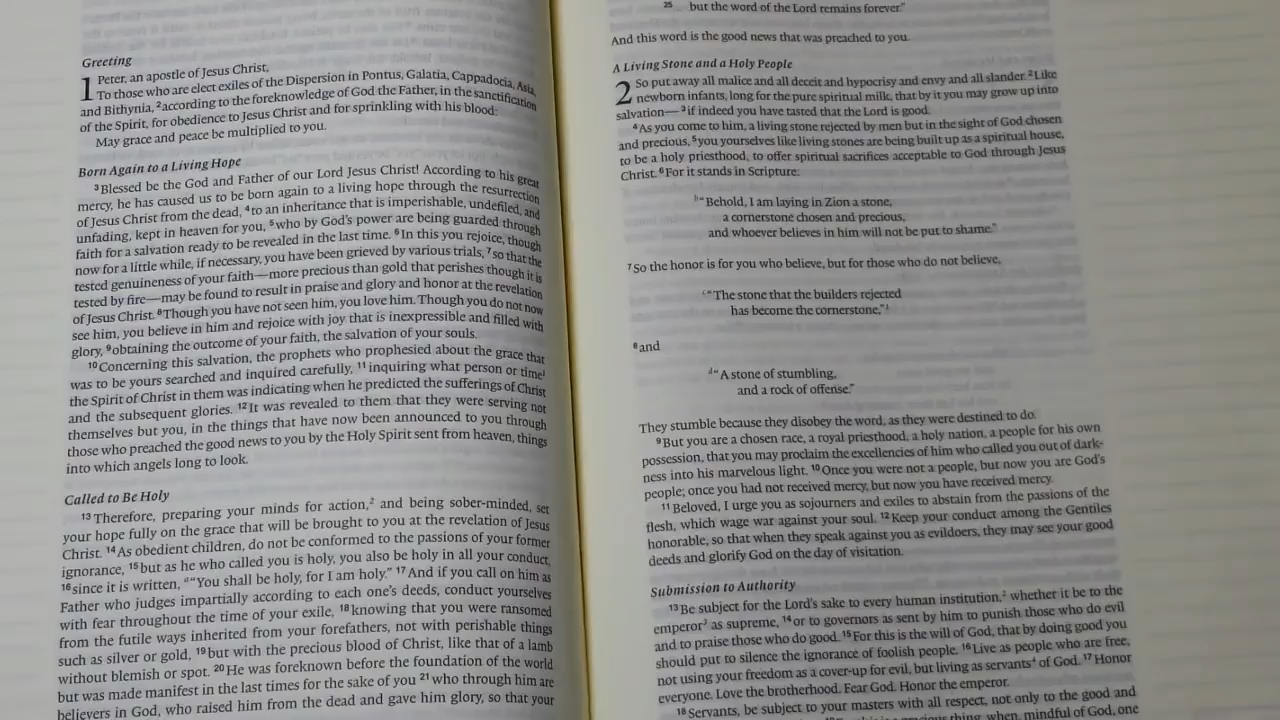 Greeting
1 Peter, an apostle of Jesus Christ,
To those who are elect exiles of the Dispersion in Pontus, Galatia, Cappadocia, Asia,
and Bithynia, 2according to the foreknowledge of God the Father, in the sanctification
of the Spirit, for obedience to Jesus Christ and for sprinkling with his blood:
May grace and peace be multiplied to you.
Born Again to a Living Hope
3Blessed be the God and Father of our Lord Jesus Christ! According to his great
mercy, he has caused us to be born again to a living hope through the resurrection
of Jesus Christ from the dead, 4to an inheritance that is imperishable, undefiled, and
unfading, kept in heaven for you, 5who by God's power are being guarded through
faith for a salvation ready to be revealed in the last time. 6In this you rejoice, though
now for a little while, if necessary, you have been grieved by various trials, 7so that the
tested genuineness of your faith—more precious than gold that perishes though it is
tested by fire—may be found to result in praise and glory and honor at the revelation
of Jesus Christ. 8Though you have not seen him, you love him. Though you do not now
see him, you believe in him and rejoice with joy that is inexpressible and filled with
glory, 9obtaining the outcome of your faith, the salvation of your souls.
10Concerning this salvation, the prophets who prophesied about the grace that
was to be yours searched and inquired carefully, 11inquiring what person or time1
the Spirit of Christ in them was indicating when he predicted the sufferings of Christ
and the subsequent glories. 12It was revealed to them that they were serving not
themselves but you, in the things that have now been announced to you through
those who preached the good news to you by the Holy Spirit sent from heaven, things
into which angels long to look.
Called to Be Holy
13Therefore, preparing your minds for action,2 and being sober-minded, set
your hope fully on the grace that will be brought to you at the revelation of Jesus
Christ. 14As obedient children, do not be conformed to the passions of your former
ignorance, 15but as he who called you is holy, you also be holy in all your conduct,
16since it is written, a“You shall be holy, for I am holy.” 17And if you call on him as
Father who judges impartially according to each one's deeds, conduct yourselves
with fear throughout the time of your exile, 18knowing that you were ransomed
from the futile ways inherited from your forefathers, not with perishable things
such as silver or gold, 19but with the precious blood of Christ, like that of a lamb
without blemish or spot. 20He was foreknown before the foundation of the world
but was made manifest in the last times for the sake of you 21who through him are
believers in God, who raised him from the dead and gave him glory, so that your
25 but the word of the Lord remains forever.”
And this word is the good news that was preached to you.
A Living Stone and a Holy People
2 So put away all malice and all deceit and hypocrisy and envy and all slander. 2Like
newborn infants, long for the pure spiritual milk, that by it you may grow up into
salvation— 3if indeed you have tasted that the Lord is good.
4As you come to him, a living stone rejected by men but in the sight of God chosen
and precious, 5you yourselves like living stones are being built up as a spiritual house,
to be a holy priesthood, to offer spiritual sacrifices acceptable to God through Jesus
Christ. 6For it stands in Scripture:
b“Behold, I am laying in Zion a stone,
a cornerstone chosen and precious,
and whoever believes in him will not be put to shame.”
7So the honor is for you who believe, but for those who do not believe,
c“The stone that the builders rejected
has become the cornerstone,”1
8and
d“A stone of stumbling,
and a rock of offense.”
They stumble because they disobey the word, as they were destined to do.
9But you are a chosen race, a royal priesthood, a holy nation, a people for his own
possession, that you may proclaim the excellencies of him who called you out of dark-
ness into his marvelous light. 10Once you were not a people, but now you are God's
people; once you had not received mercy, but now you have received mercy.
11Beloved, I urge you as sojourners and exiles to abstain from the passions of the
flesh, which wage war against your soul. 12Keep your conduct among the Gentiles
honorable, so that when they speak against you as evildoers, they may see your good
deeds and glorify God on the day of visitation.
Submission to Authority
13Be subject for the Lord's sake to every human institution,2 whether it be to the
emperor3 as supreme, 14or to governors as sent by him to punish those who do evil
and to praise those who do good. 15For this is the will of God, that by doing good you
should put to silence the ignorance of foolish people. 16Live as people who are free,
not using your freedom as a cover-up for evil, but living as servants4 of God. 17Honor
everyone. Love the brotherhood. Fear God. Honor the emperor.
18Servants, be subject to your masters with all respect, not only to the good and
thing, when, mindful of God, one